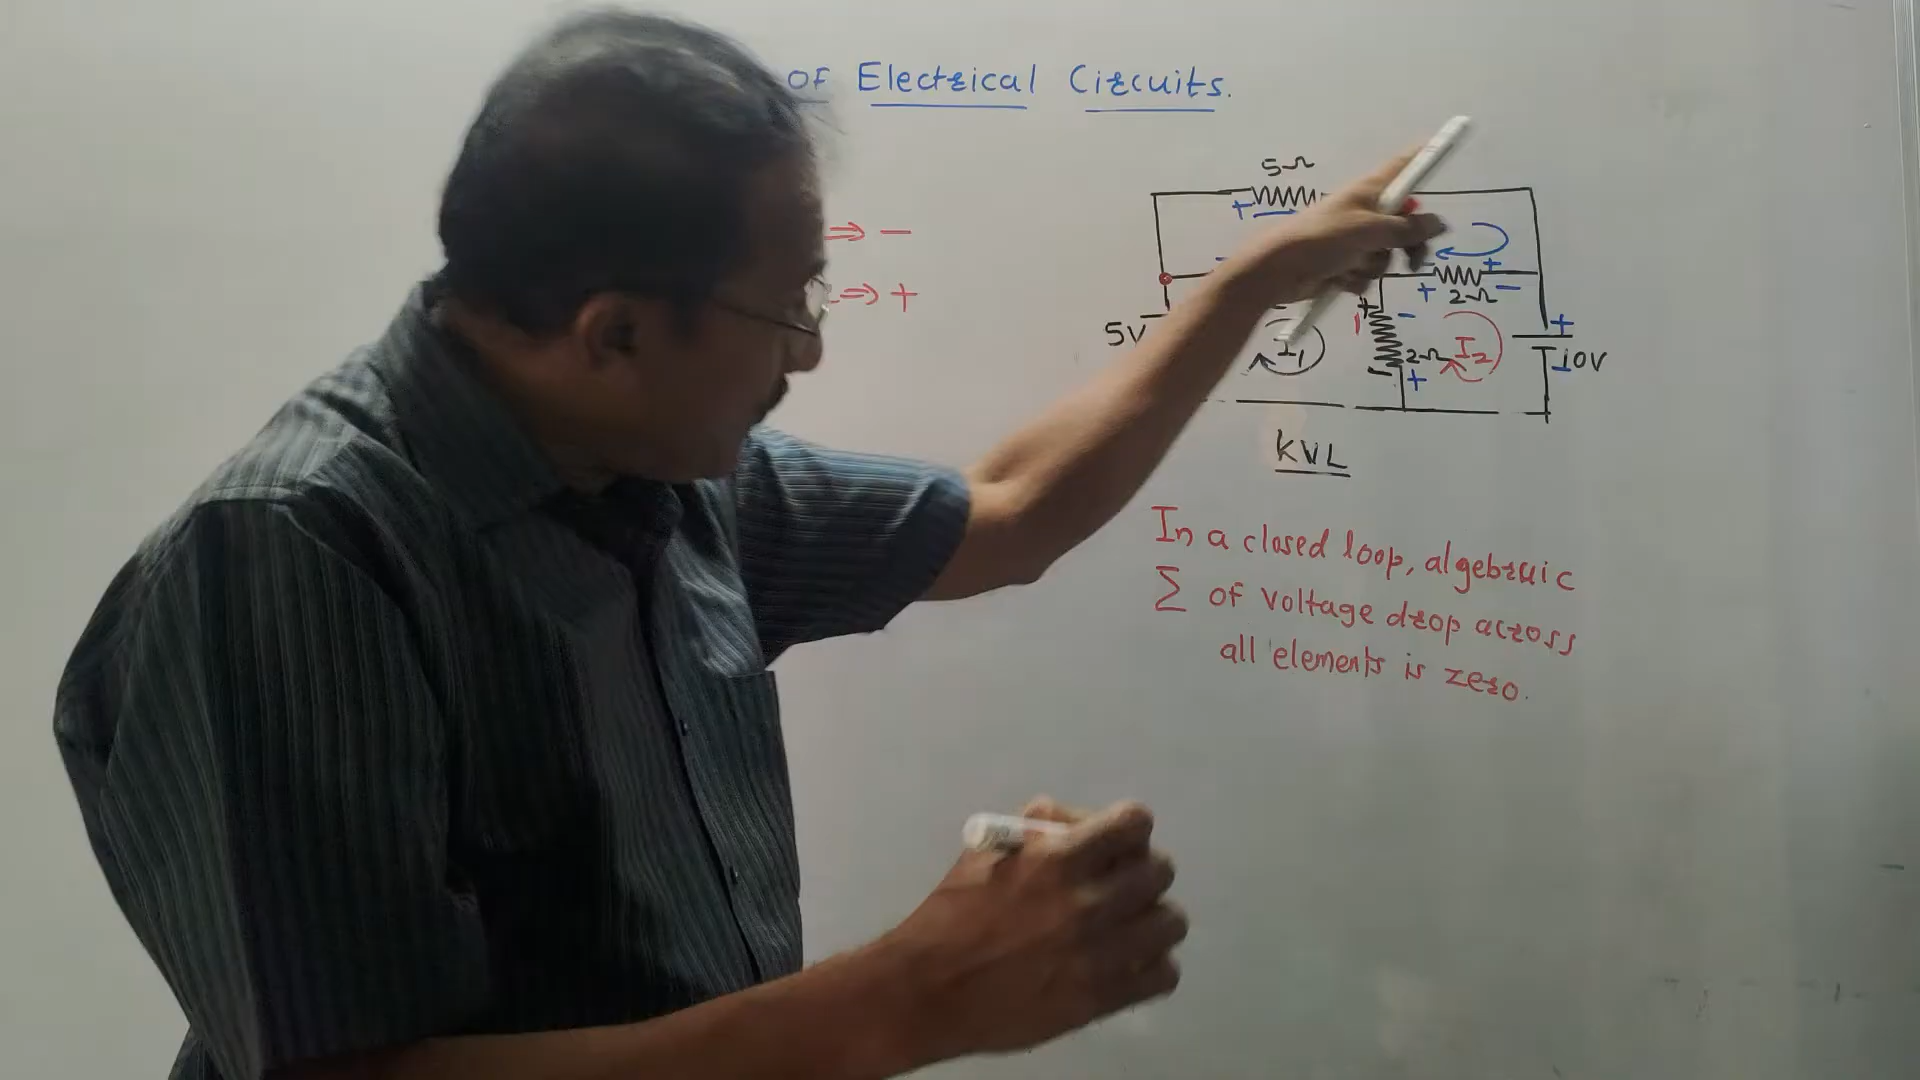 of Electrical Circuits.
5Ω
⇒ -
⇒ +
+
+
+ 2Ω -
5V
I₁
+
-
2Ω
+
I₂
+
10V
KVL
In a closed loop, algebraic
Σ of voltage drop across
all elements is zero.